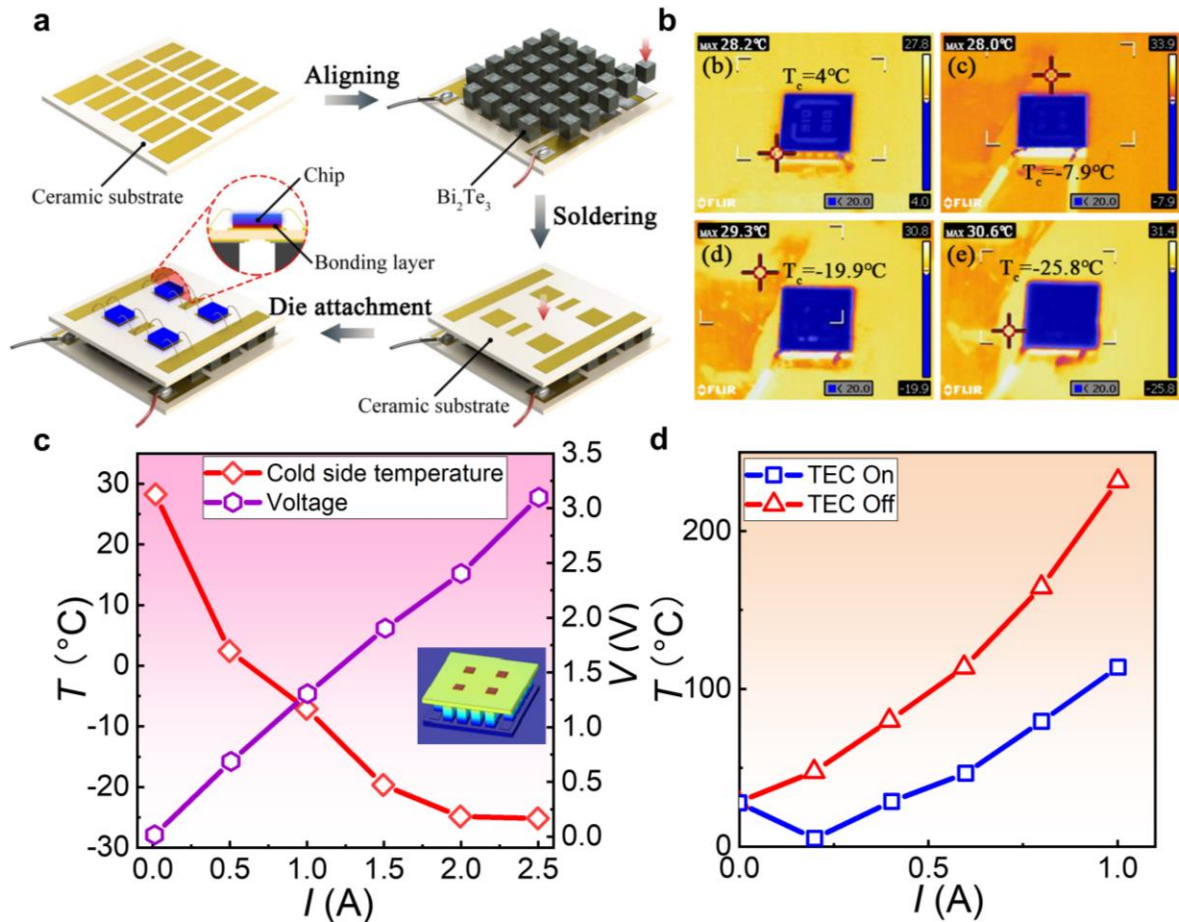 a
Aligning
Ceramic substrate
Bi₂Te₃
Chip
Bonding layer
Soldering
Die attachment
Ceramic substrate
b
MAX 28.2℃
27.8
(b)
T_c=4℃
FLIR
20.0
4.0
MAX 28.0℃
33.9
(c)
T_c=-7.9℃
FLIR
20.0
-7.9
MAX 29.3℃
30.8
(d)
T_c=-19.9℃
FLIR
20.0
-19.9
MAX 30.6℃
31.4
(e)
T_c=-25.8℃
FLIR
20.0
-25.8
c
Cold side temperature
Voltage
30
20
10
0
-10
-20
-30
T (°C)
3.5
3.0
2.5
2.0
1.5
1.0
0.5
0.0
V (V)
0.0 0.5 1.0 1.5 2.0 2.5
I (A)
d
TEC On
TEC Off
200
100
0
T (°C)
0.0 0.5 1.0
I (A)